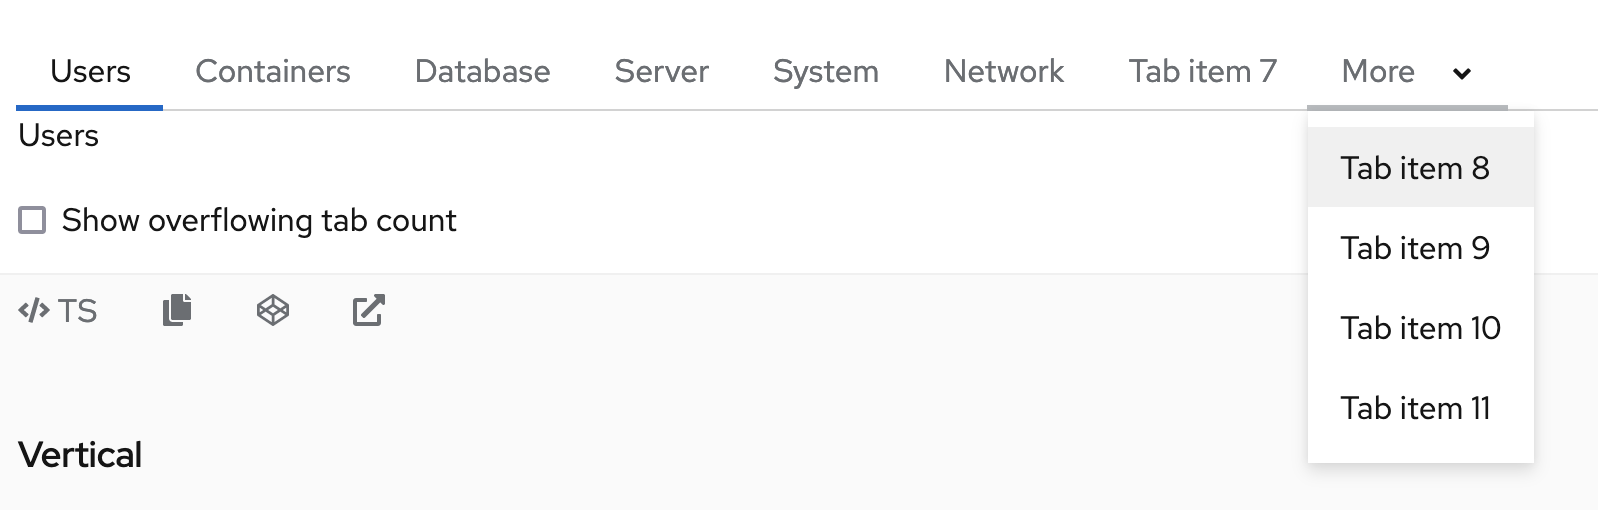 Users Containers Database Server System Network Tab item 7 More
Users
Tab item 8
Show overflowing tab count
Tab item 9
</> TS
Tab item 10
Tab item 11
Vertical